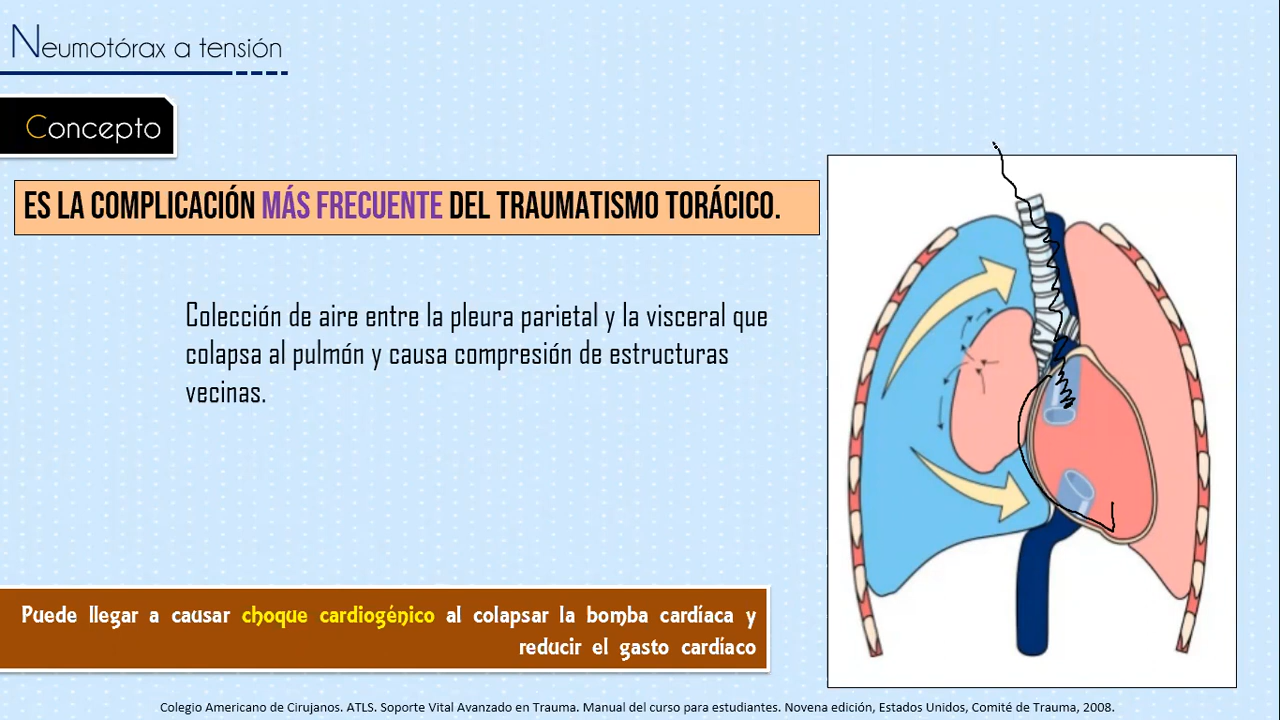 Neumotórax a tensión
Concepto
ES LA COMPLICACIÓN MÁS FRECUENTE DEL TRAUMATISMO TORÁCICO.
Colección de aire entre la pleura parietal y la visceral que
colapsa al pulmón y causa compresión de estructuras
vecinas.
Puede llegar a causar choque cardiogénico al colapsar la bomba cardíaca y
reducir el gasto cardíaco
Colegio Americano de Cirujanos. ATLS. Soporte Vital Avanzado en Trauma. Manual del curso para estudiantes. Novena edición, Estados Unidos, Comité de Trauma, 2008.